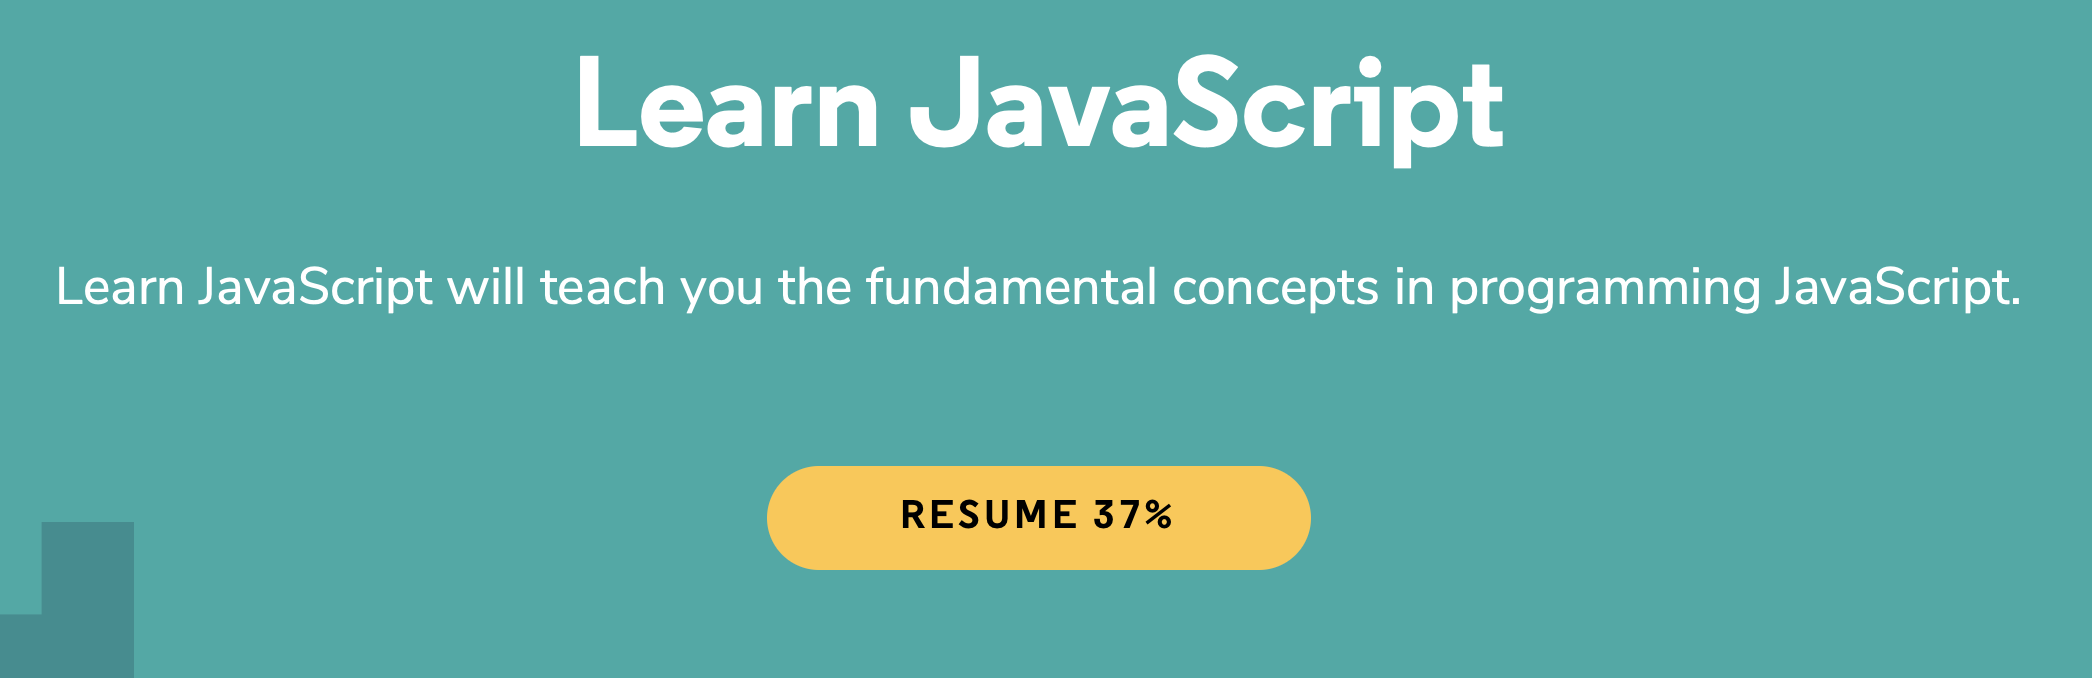 Learn JavaScript
Learn JavaScript will teach you the fundamental concepts in programming JavaScript.
RESUME 37%